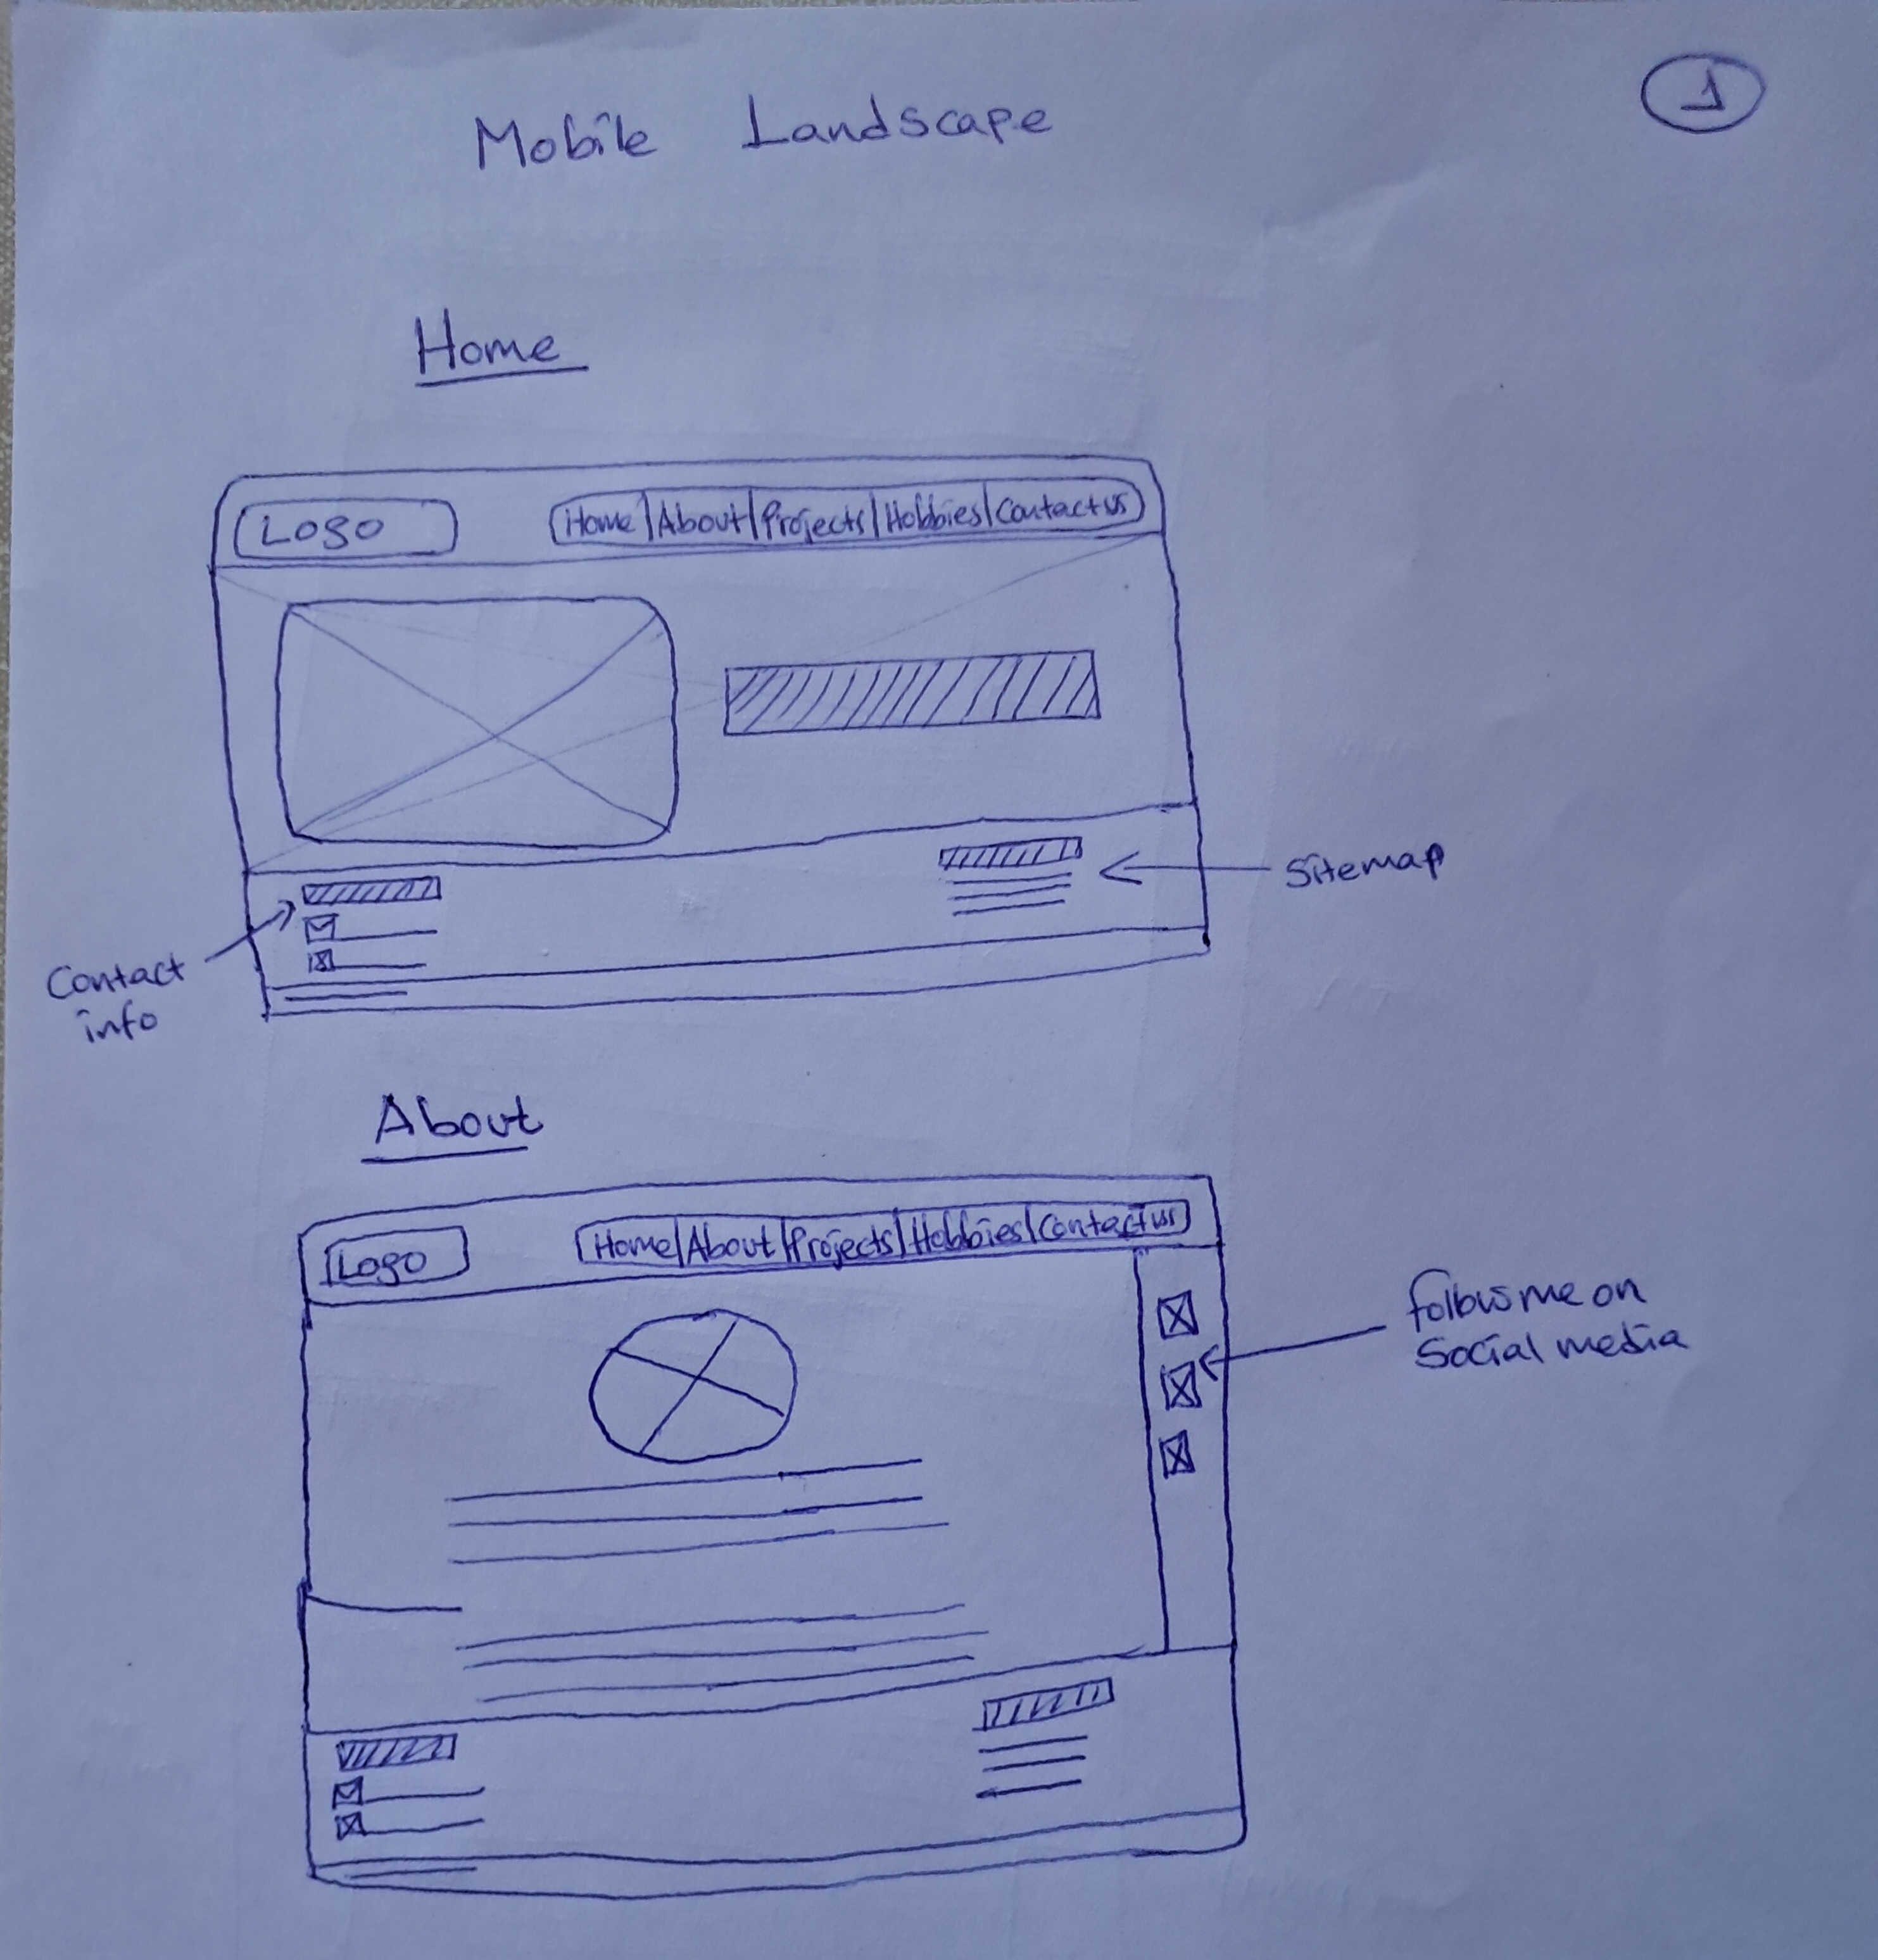 1
Mobile Landscape
Home
Logo
Home | About | Projects | Hobbies | Contact us
Sitemap
Contact
info
About
Logo
Home | About | Projects | Hobbies | Contact us
follow me on
Social media